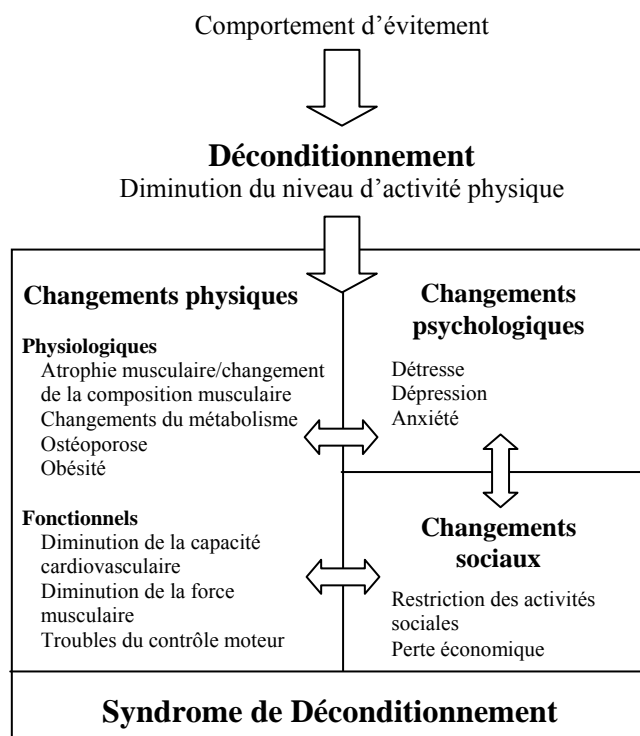 Comportement d’évitement
Déconditionnement
Diminution du niveau d’activité physique
Changements physiques
Physiologiques
Atrophie musculaire/changement
de la composition musculaire
Changements du métabolisme
Ostéoporose
Obésité
Fonctionnels
Diminution de la capacité
cardiovasculaire
Diminution de la force
musculaire
Troubles du contrôle moteur
Changements
psychologiques
Détresse
Dépression
Anxiété
Changements
sociaux
Restriction des activités
sociales
Perte économique
Syndrome de Déconditionnement